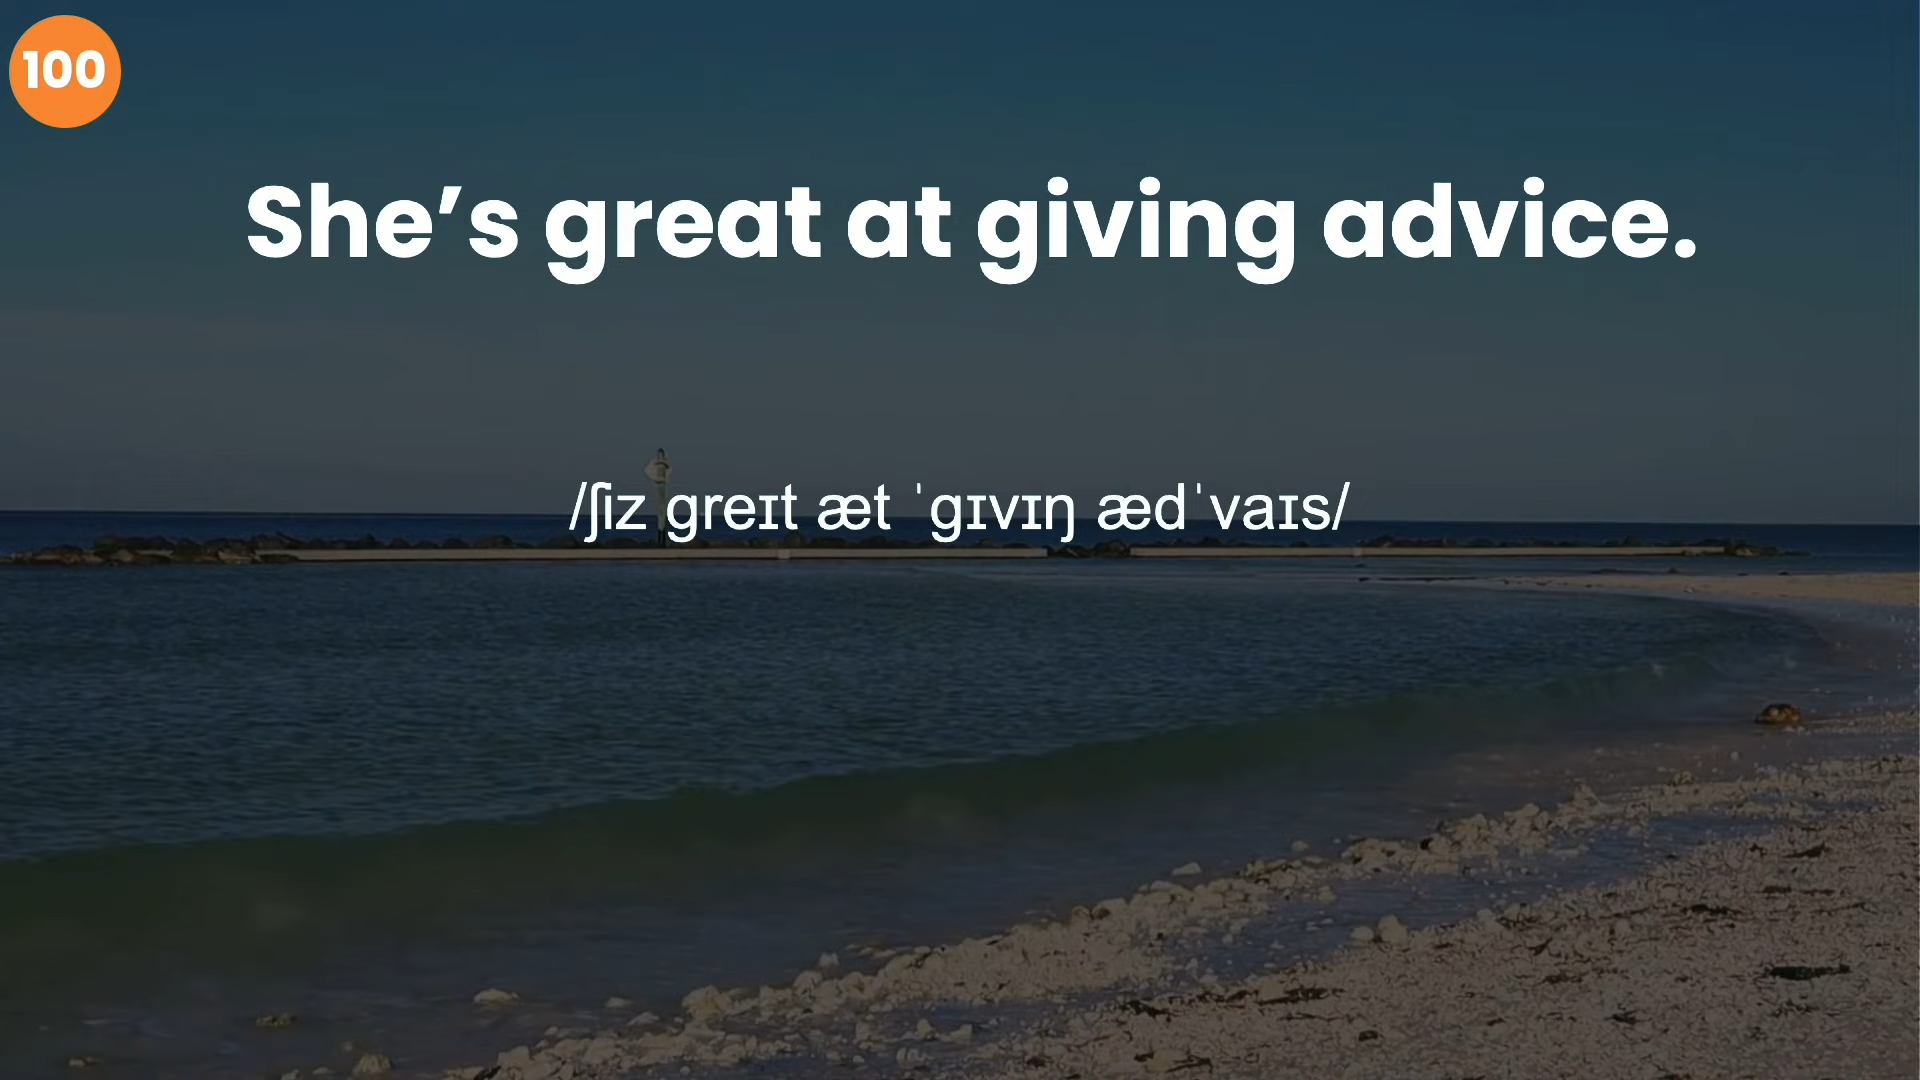 100
She’s great at giving advice.
/ʃiz greɪt æt ˈgɪvɪŋ ædˈvaɪs/